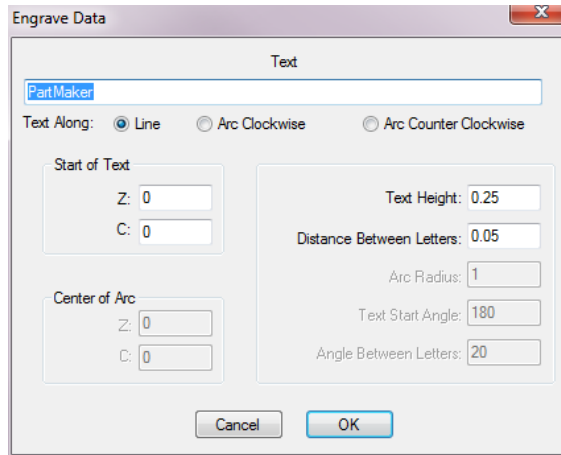 Engrave Data
Text
PartMaker
Text Along: Line Arc Clockwise Arc Counter Clockwise
Start of Text
Z: 0
C: 0
Text Height: 0.25
Distance Between Letters: 0.05
Arc Radius: 1
Text Start Angle: 180
Angle Between Letters: 20
Center of Arc
Z: 0
C: 0
Cancel OK